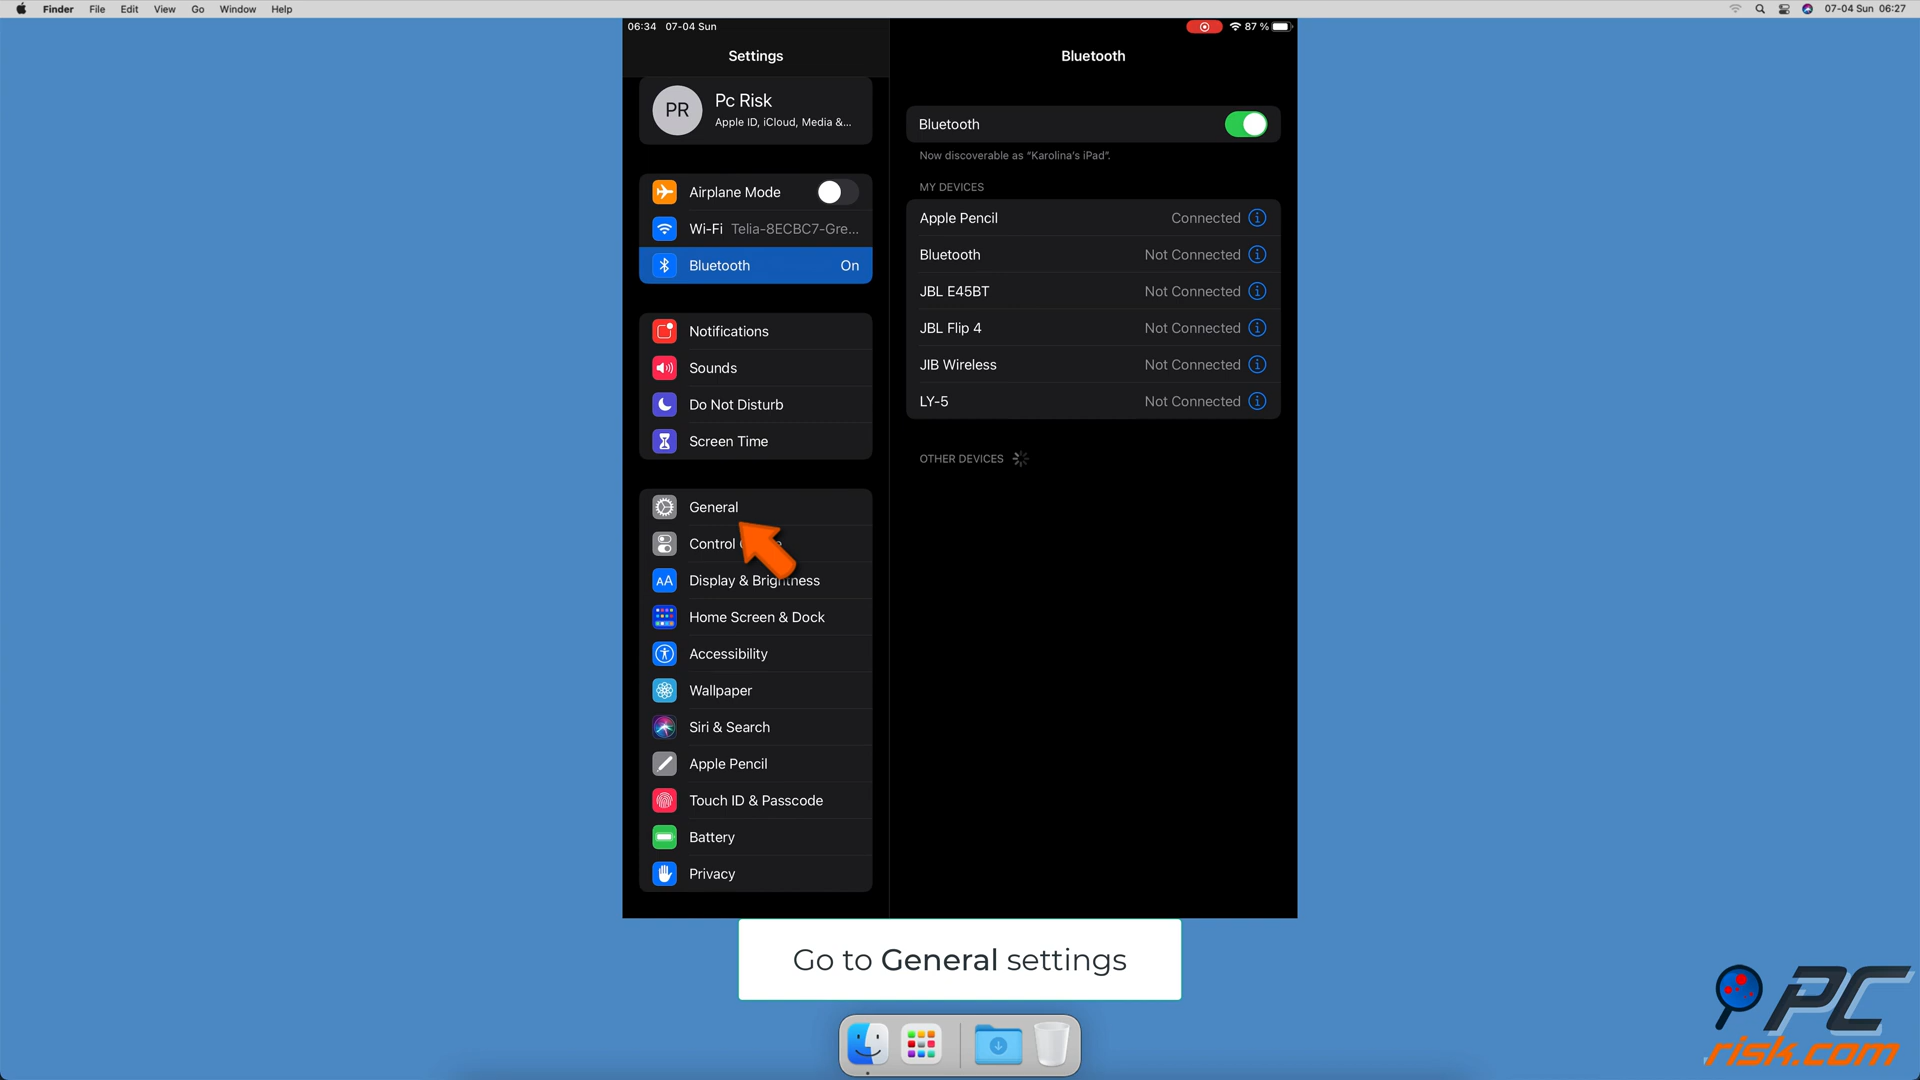 Finder File Edit View Go Window Help
07-04 Sun 06:27
06:34 07-04 Sun
87 %
Settings
Bluetooth
PR
Pc Risk
Apple ID, iCloud, Media &...
Airplane Mode
Wi-Fi Telia-8ECBC7-Gre...
Bluetooth On
Notifications
Sounds
Do Not Disturb
Screen Time
General
Control
AA Display & Brightness
Home Screen & Dock
Accessibility
Wallpaper
Siri & Search
Apple Pencil
Touch ID & Passcode
Battery
Privacy
Bluetooth
Now discoverable as “Karolina’s iPad”.
MY DEVICES
Apple Pencil Connected
Bluetooth Not Connected
JBL E45BT Not Connected
JBL Flip 4 Not Connected
JIB Wireless Not Connected
LY-5 Not Connected
OTHER DEVICES
Go to General settings
PC
risk.com